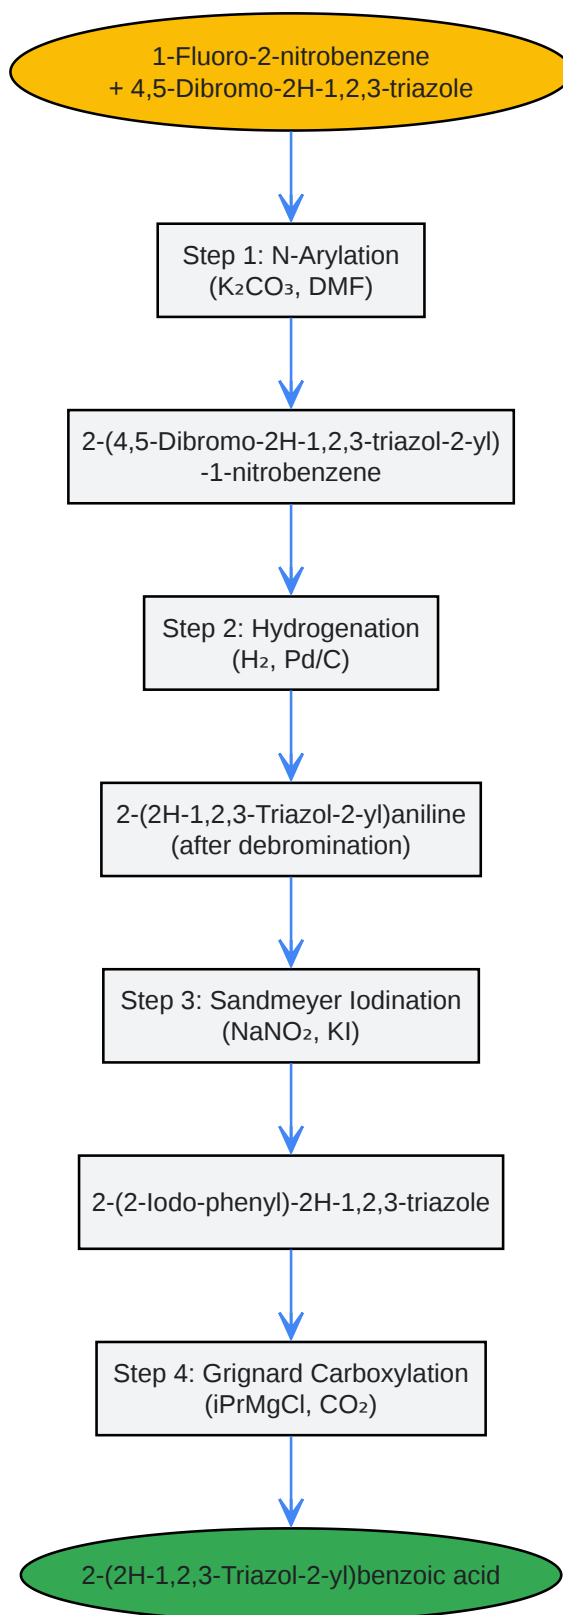 1-Fluoro-2-nitrobenzene
+ 4,5-Dibromo-2H-1,2,3-triazole
Step 1: N-Arylation
(K₂CO₃, DMF)
2-(4,5-Dibromo-2H-1,2,3-triazol-2-yl)
-1-nitrobenzene
Step 2: Hydrogenation
(H₂, Pd/C)
2-(2H-1,2,3-Triazol-2-yl)aniline
(after debromination)
Step 3: Sandmeyer Iodination
(NaNO₂, KI)
2-(2-Iodo-phenyl)-2H-1,2,3-triazole
Step 4: Grignard Carboxylation
(iPrMgCl, CO₂)
2-(2H-1,2,3-Triazol-2-yl)benzoic acid